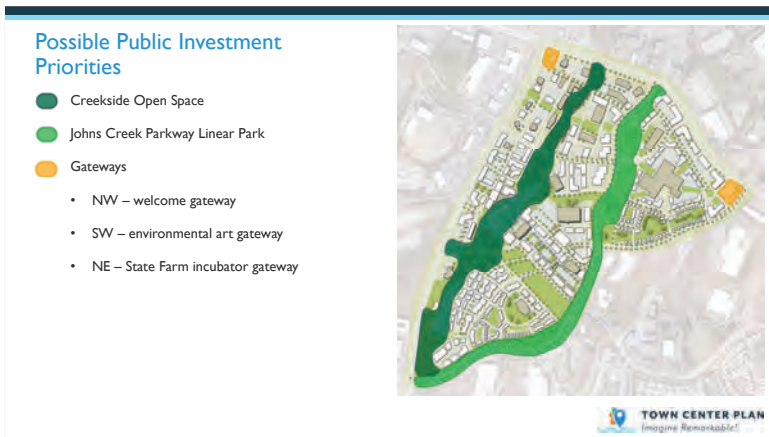 Possible Public Investment
Priorities
Creekside Open Space
Johns Creek Parkway Linear Park
Gateways
• NW – welcome gateway
• SW – environmental art gateway
• NE – State Farm incubator gateway
TOWN CENTER PLAN
Imagine Remarkable!